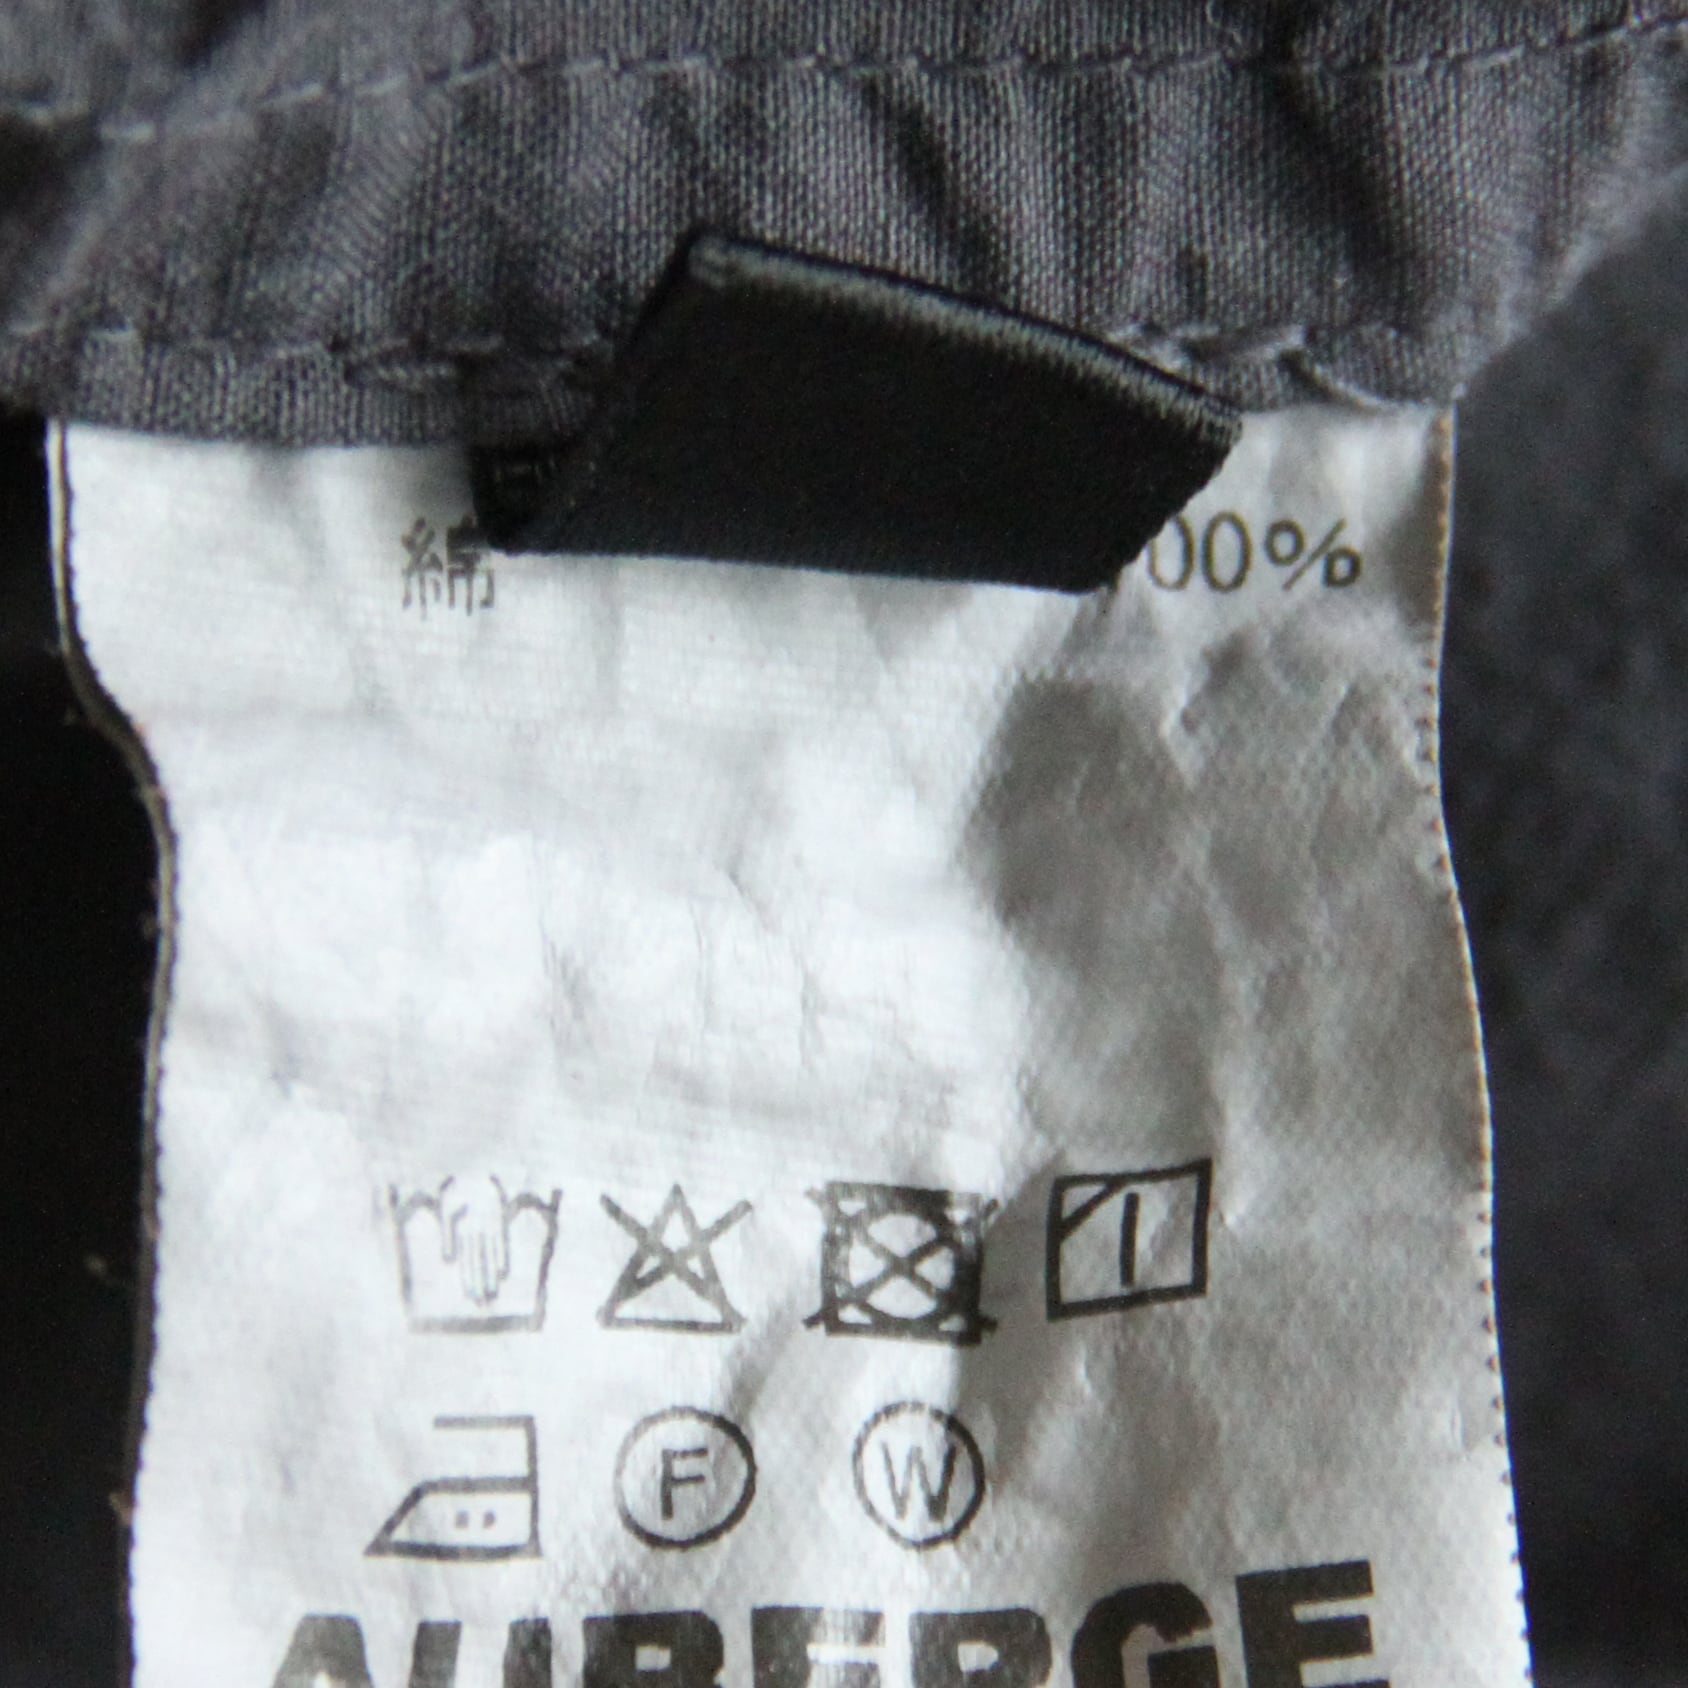 綿 00%
F W
AUBERGE